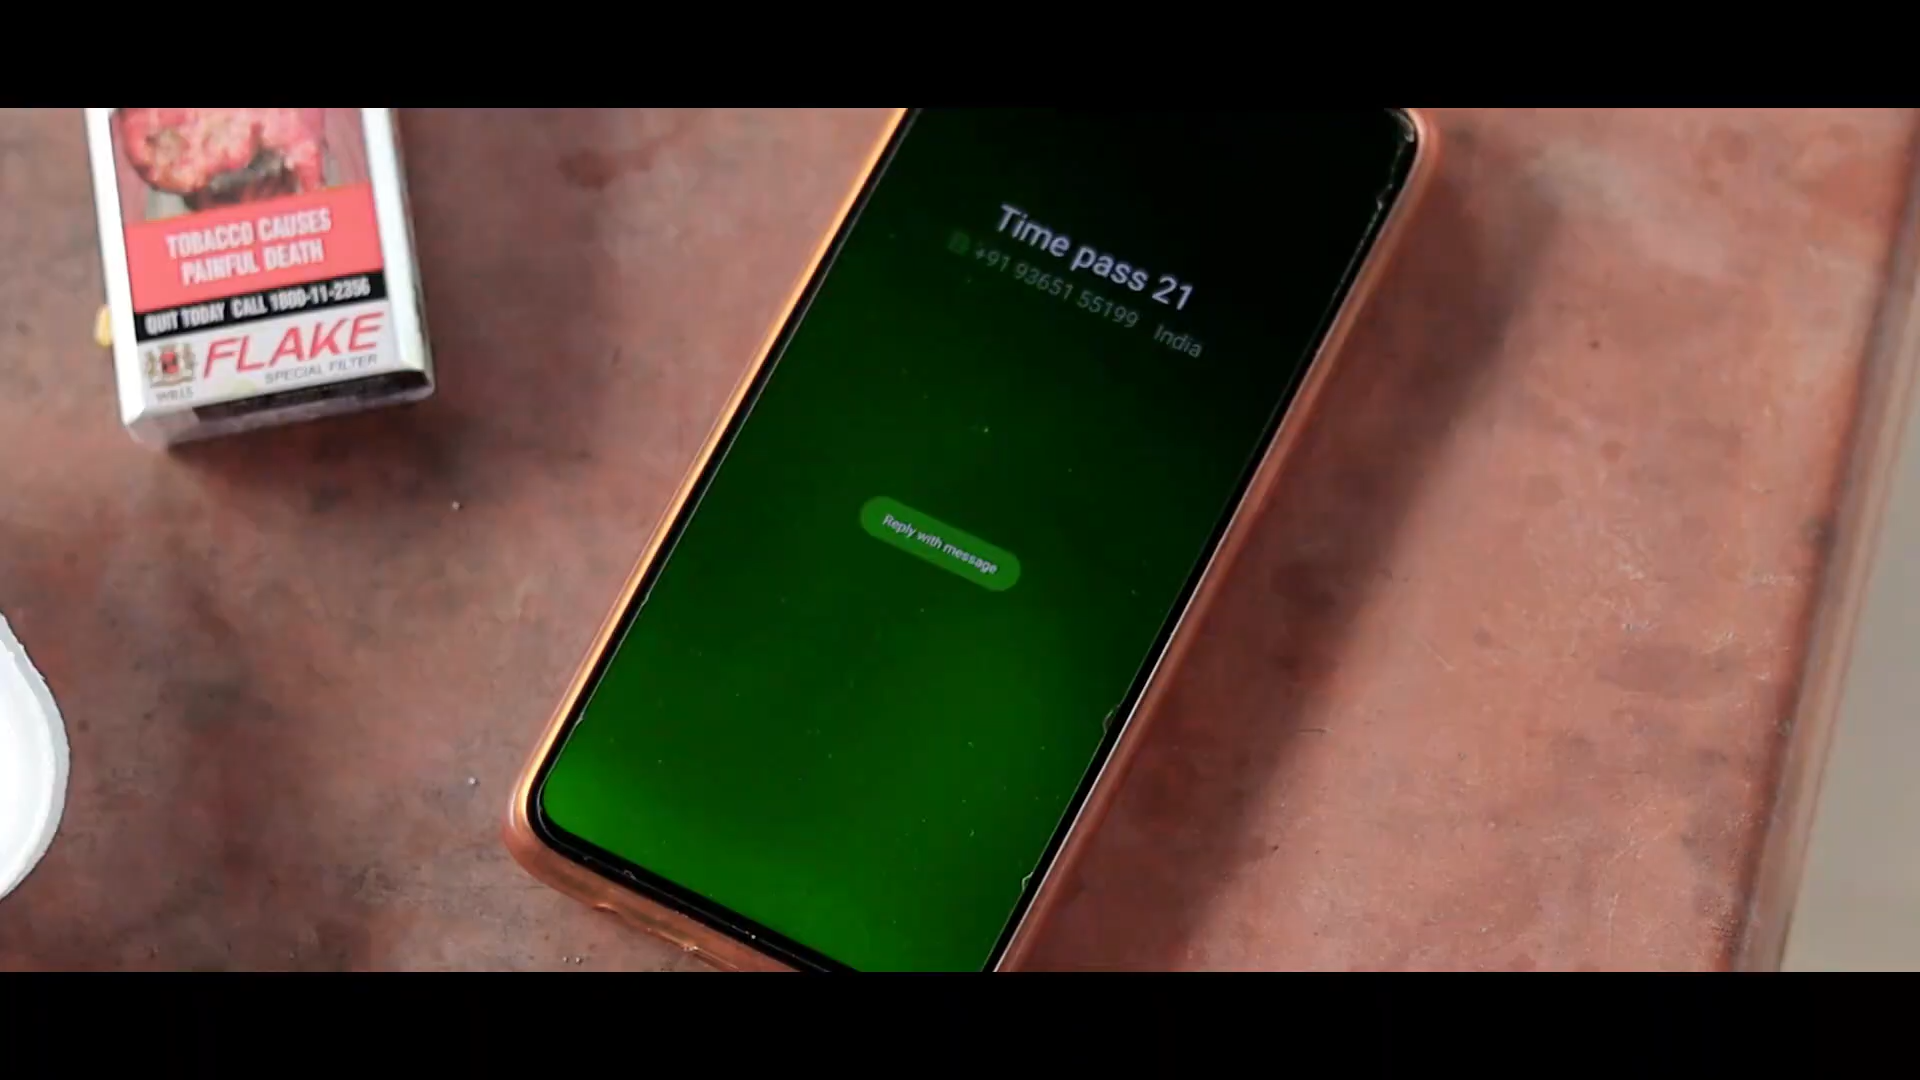 TOBACCO CAUSES
PAINFUL DEATH
QUIT TODAY CALL 1800-11-2356
FLAKE
SPECIAL FILTER
WILLS
Time pass 21
+91 93651 55199 India
Reply with message